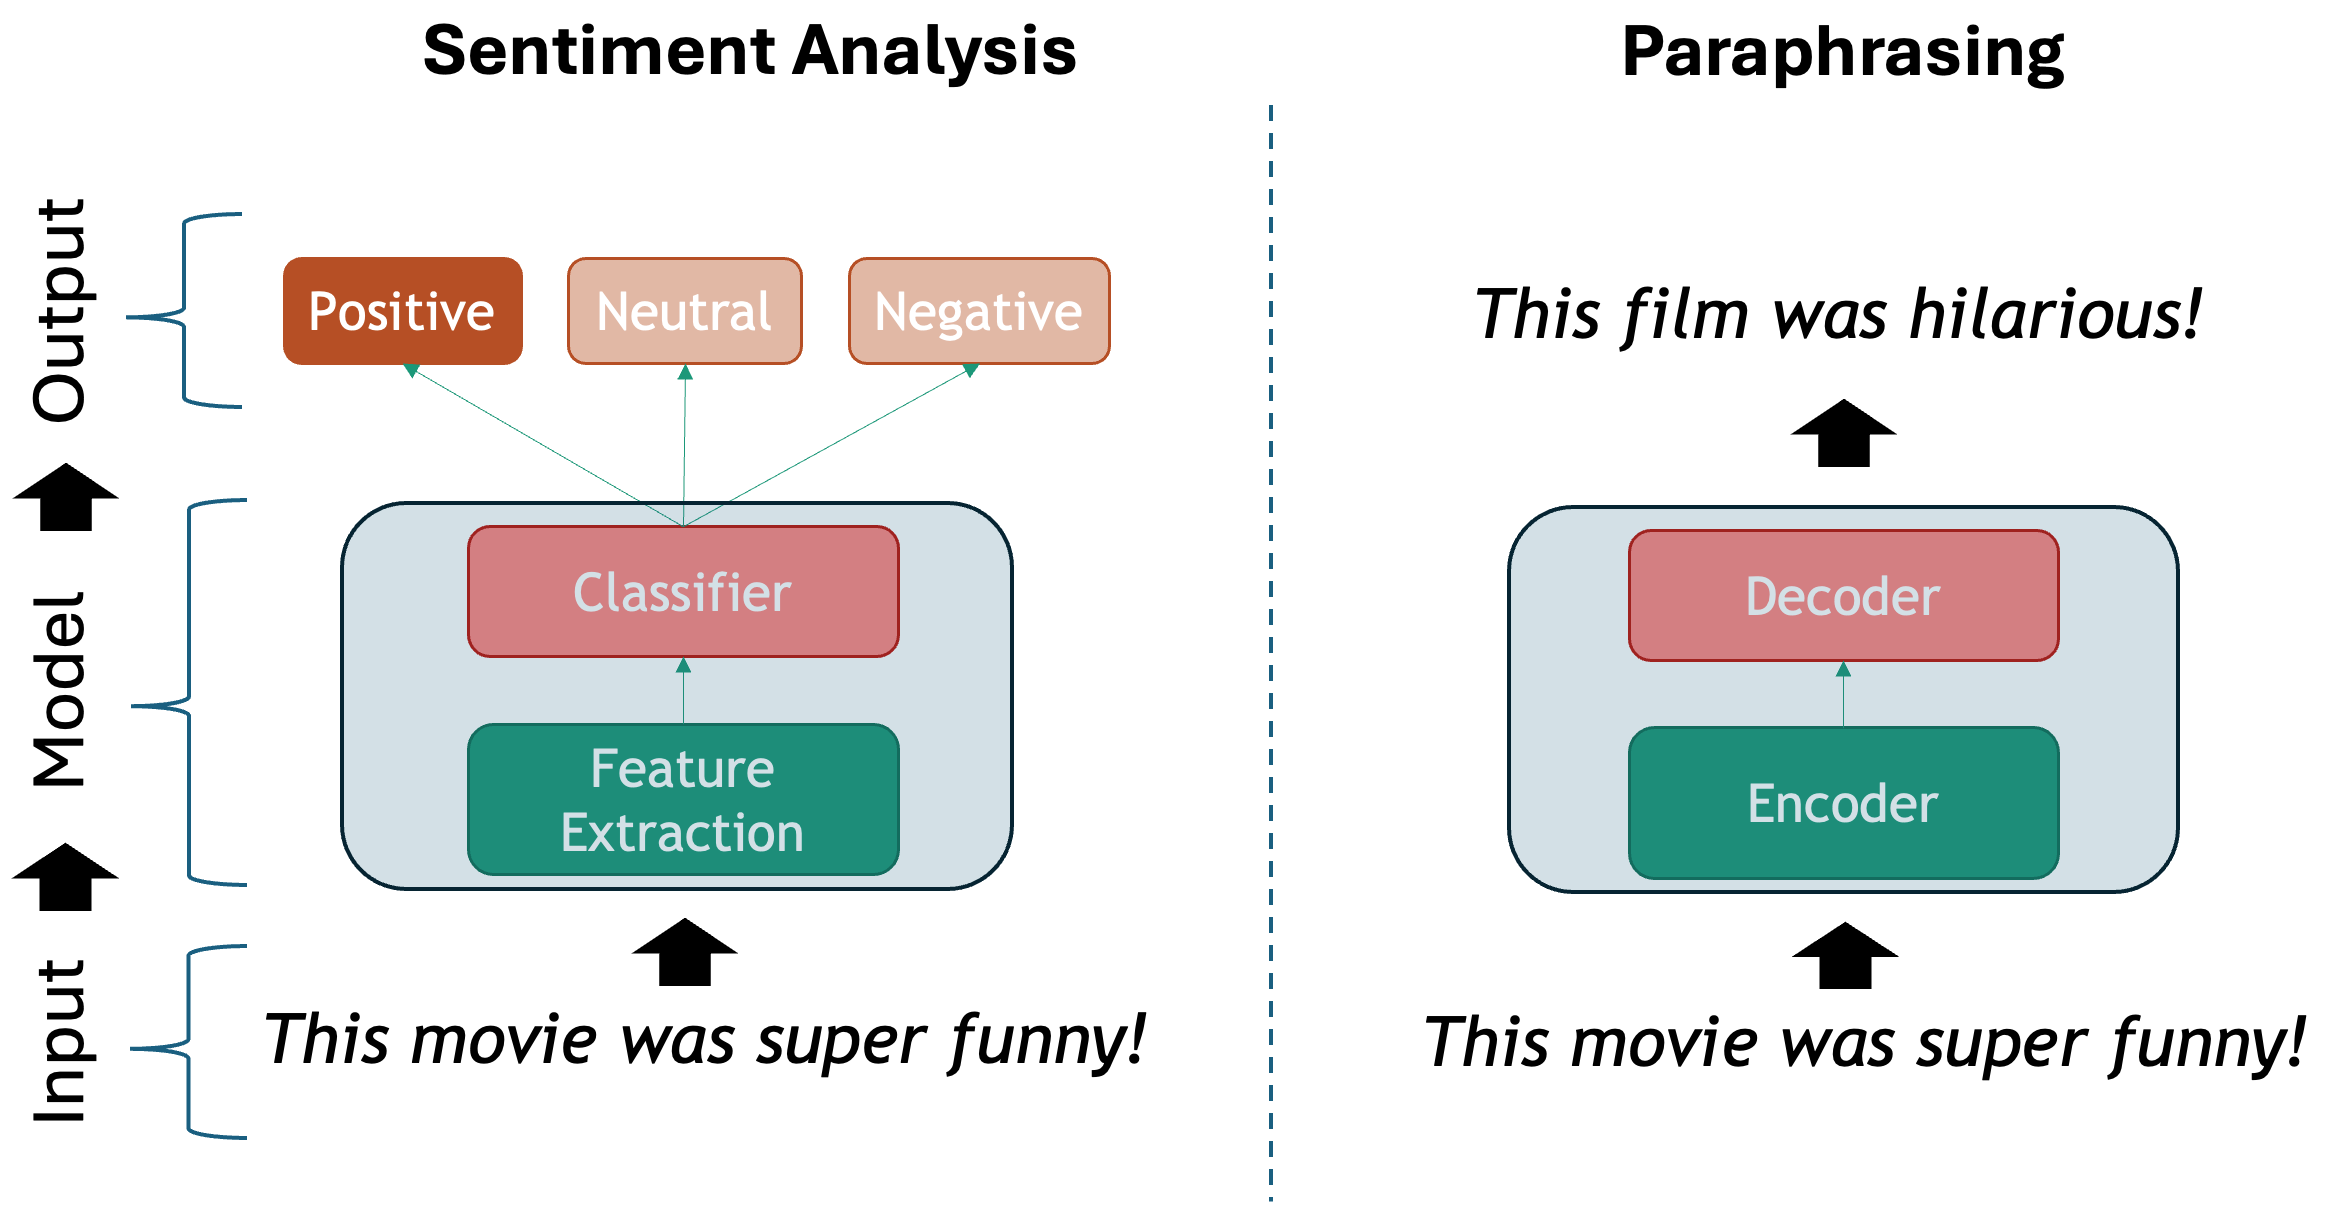 Sentiment Analysis
Output
Positive
Neutral
Negative
Model
Classifier
Feature
Extraction
Input
This movie was super funny!
Paraphrasing
This film was hilarious!
Decoder
Encoder
This movie was super funny!